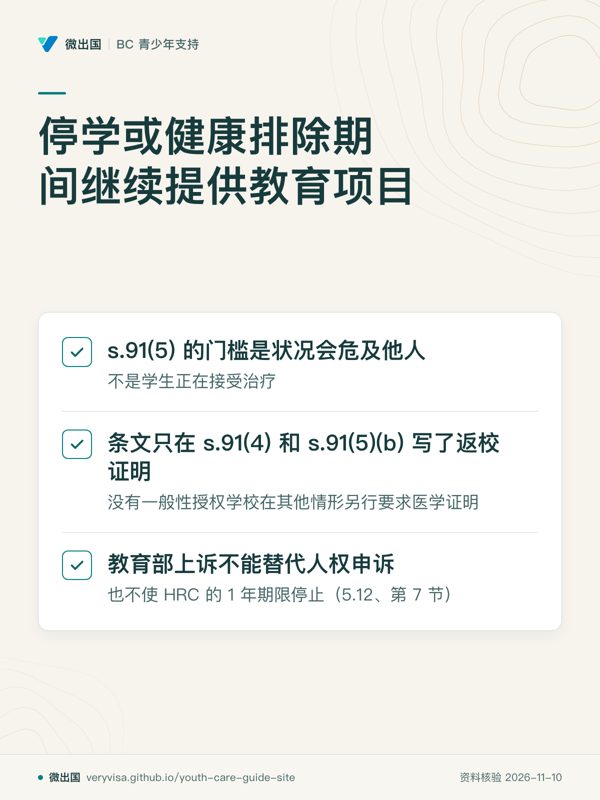 微出国 BC 青少年支持
停学或健康排除期
间继续提供教育项目
s.91(5) 的门槛是状况会危及他人
不是学生正在接受治疗
条文只在 s.91(4) 和 s.91(5)(b) 写了返校
证明
没有一般性授权学校在其他情形另行要求医学证明
教育部上诉不能替代人权申诉
也不使 HRC 的 1 年期限停止（5.12、第 7 节）
微出国 veryvisa.github.io/youth-care-guide-site
资料核验 2026-11-10